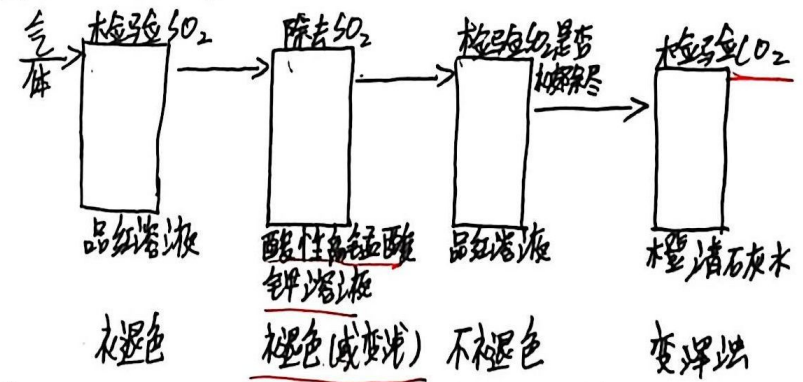 气体
检验SO₂
除去SO₂
检验SO₂是否
被除尽
检验CO₂
品红溶液
酸性高锰酸
钾溶液
品红溶液
橙清石灰水
褪色
褪色(或变浅)
不褪色
变浑浊